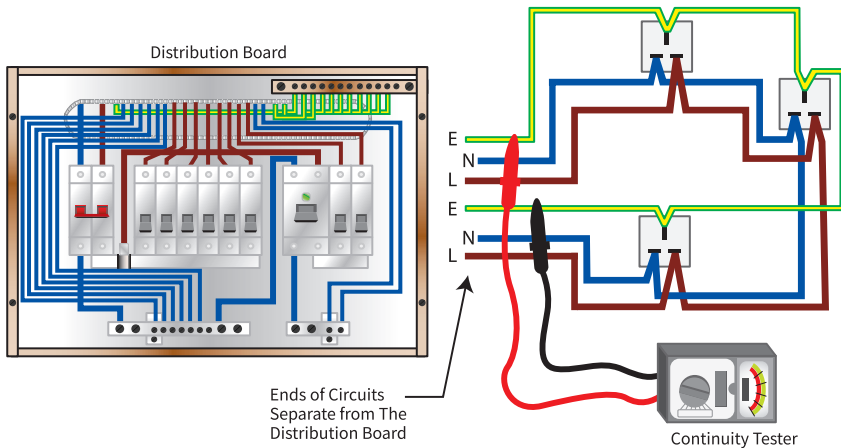 Distribution Board
E
N
L
E
N
L
Ends of Circuits
Separate from The
Distribution Board
Continuity Tester